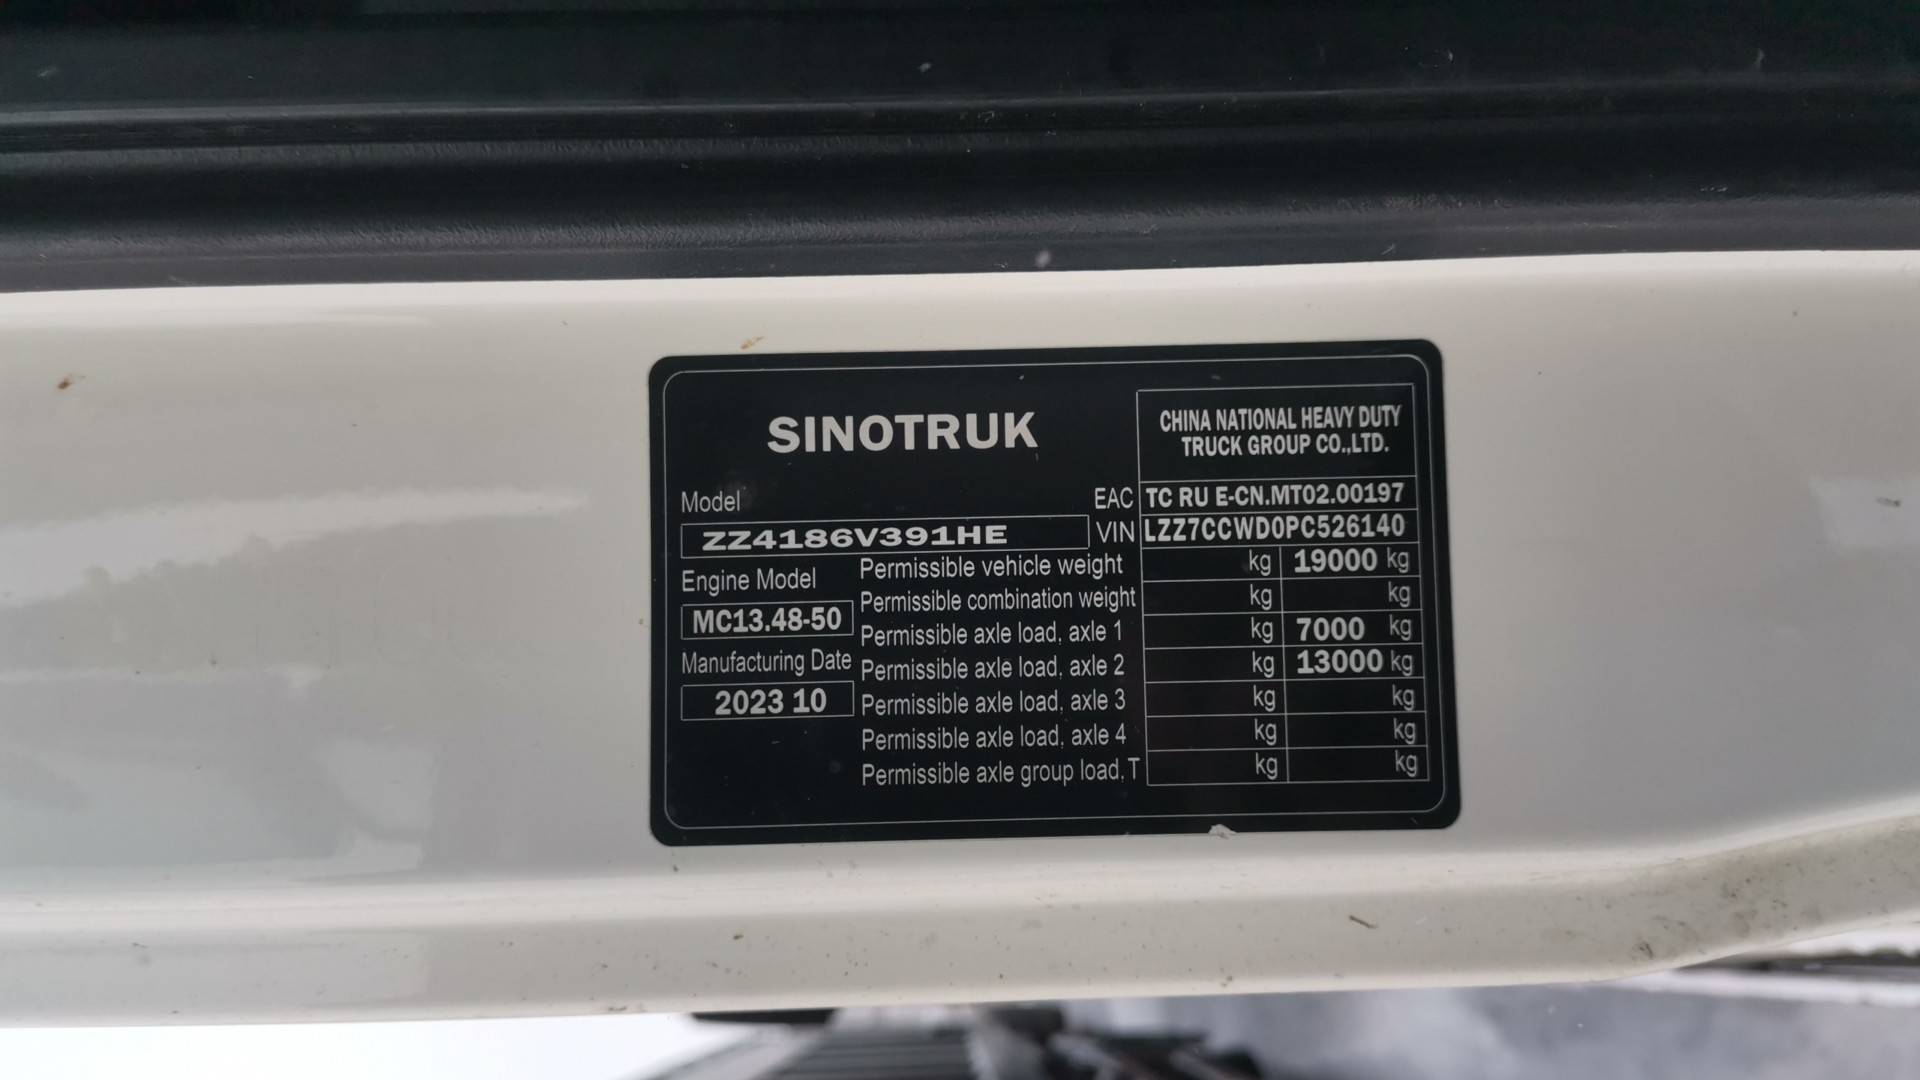 SINOTRUK
CHINA NATIONAL HEAVY DUTY
TRUCK GROUP CO.,LTD.
Model
EAC TC RU E-CN.MT02.00197
ZZ4186V391HE
VIN LZZ7CCWD0PC526140
Engine Model
MC13.48-50
Manufacturing Date
2023 10
Permissible vehicle weight kg 19000 kg
Permissible combination weight kg kg
Permissible axle load, axle 1 kg 7000 kg
Permissible axle load, axle 2 kg 13000 kg
Permissible axle load, axle 3 kg kg
Permissible axle load, axle 4 kg kg
Permissible axle group load,T kg kg